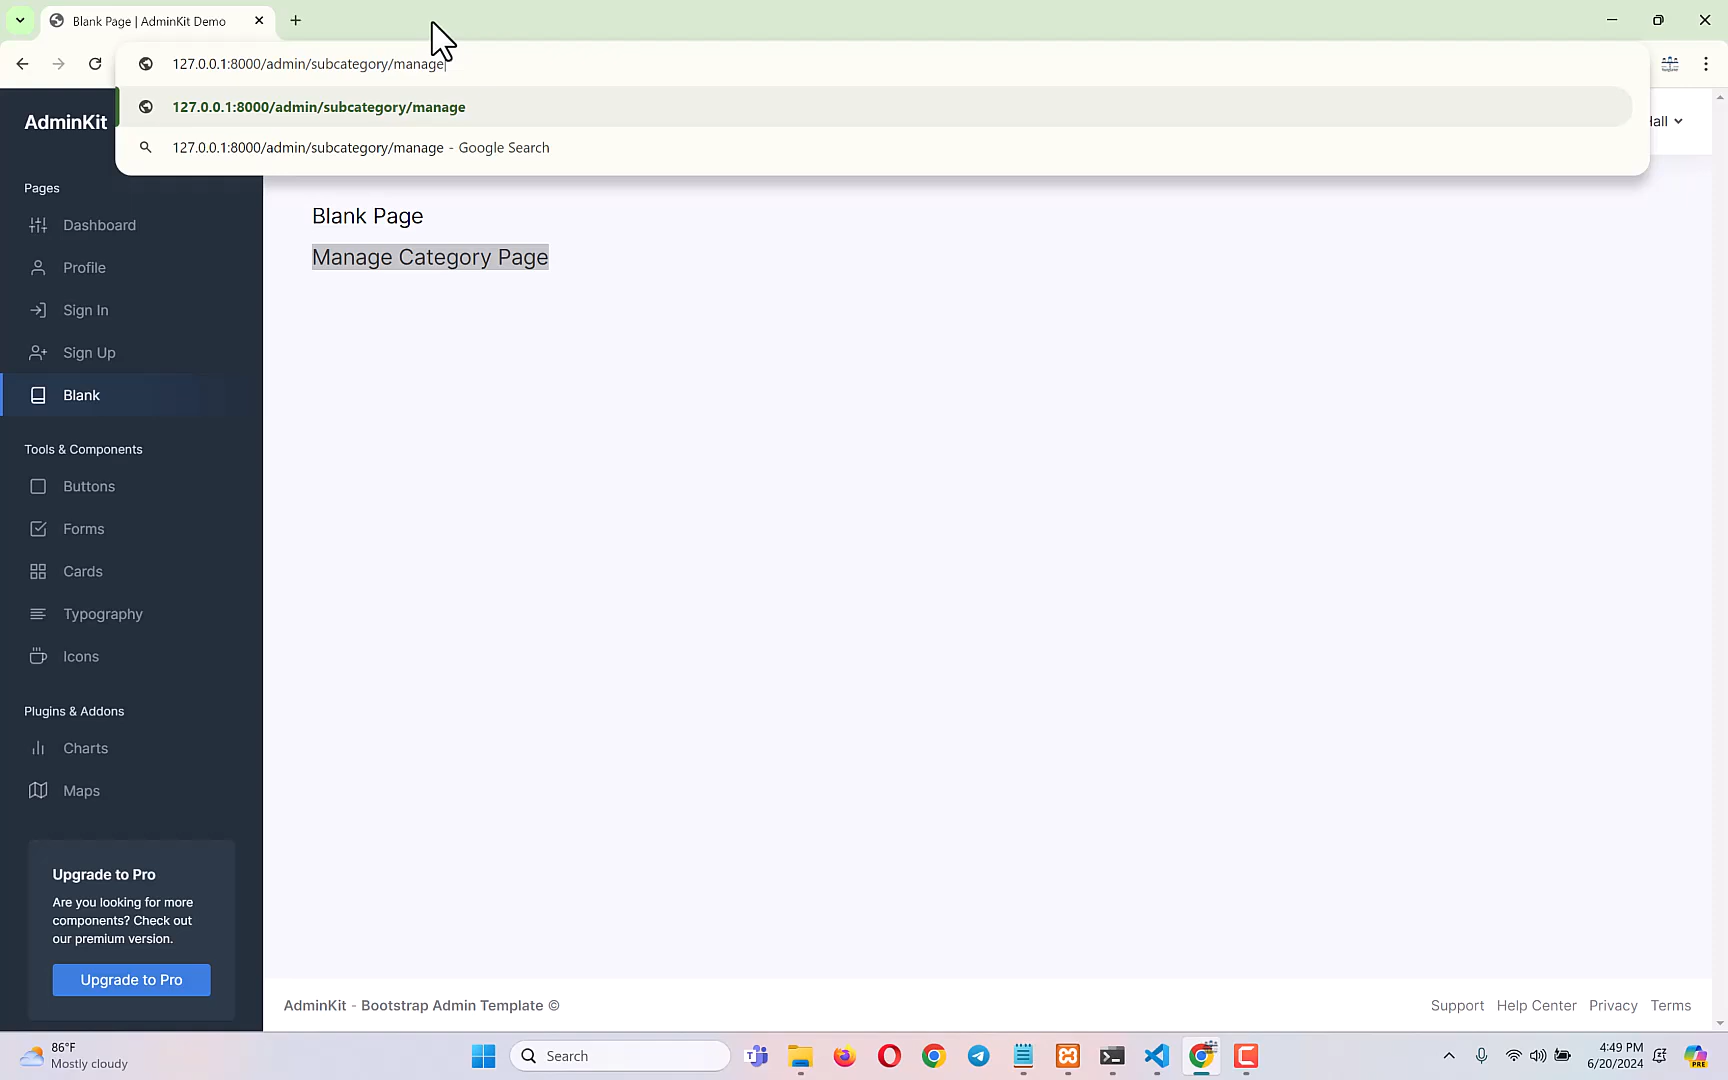 Blank Page | AdminKit Demo
127.0.0.1:8000/admin/subcategory/manage
127.0.0.1:8000/admin/subcategory/manage
127.0.0.1:8000/admin/subcategory/manage - Google Search
AdminKit
Hall
Pages
Dashboard
Profile
Sign In
Sign Up
Blank
Tools & Components
Buttons
Forms
Cards
Typography
Icons
Plugins & Addons
Charts
Maps
Upgrade to Pro
Are you looking for more
components? Check out
our premium version.
Upgrade to Pro
Blank Page
Manage Category Page
AdminKit - Bootstrap Admin Template ©
Support Help Center Privacy Terms
86°F
Mostly cloudy
Search
4:49 PM
6/20/2024
PRE